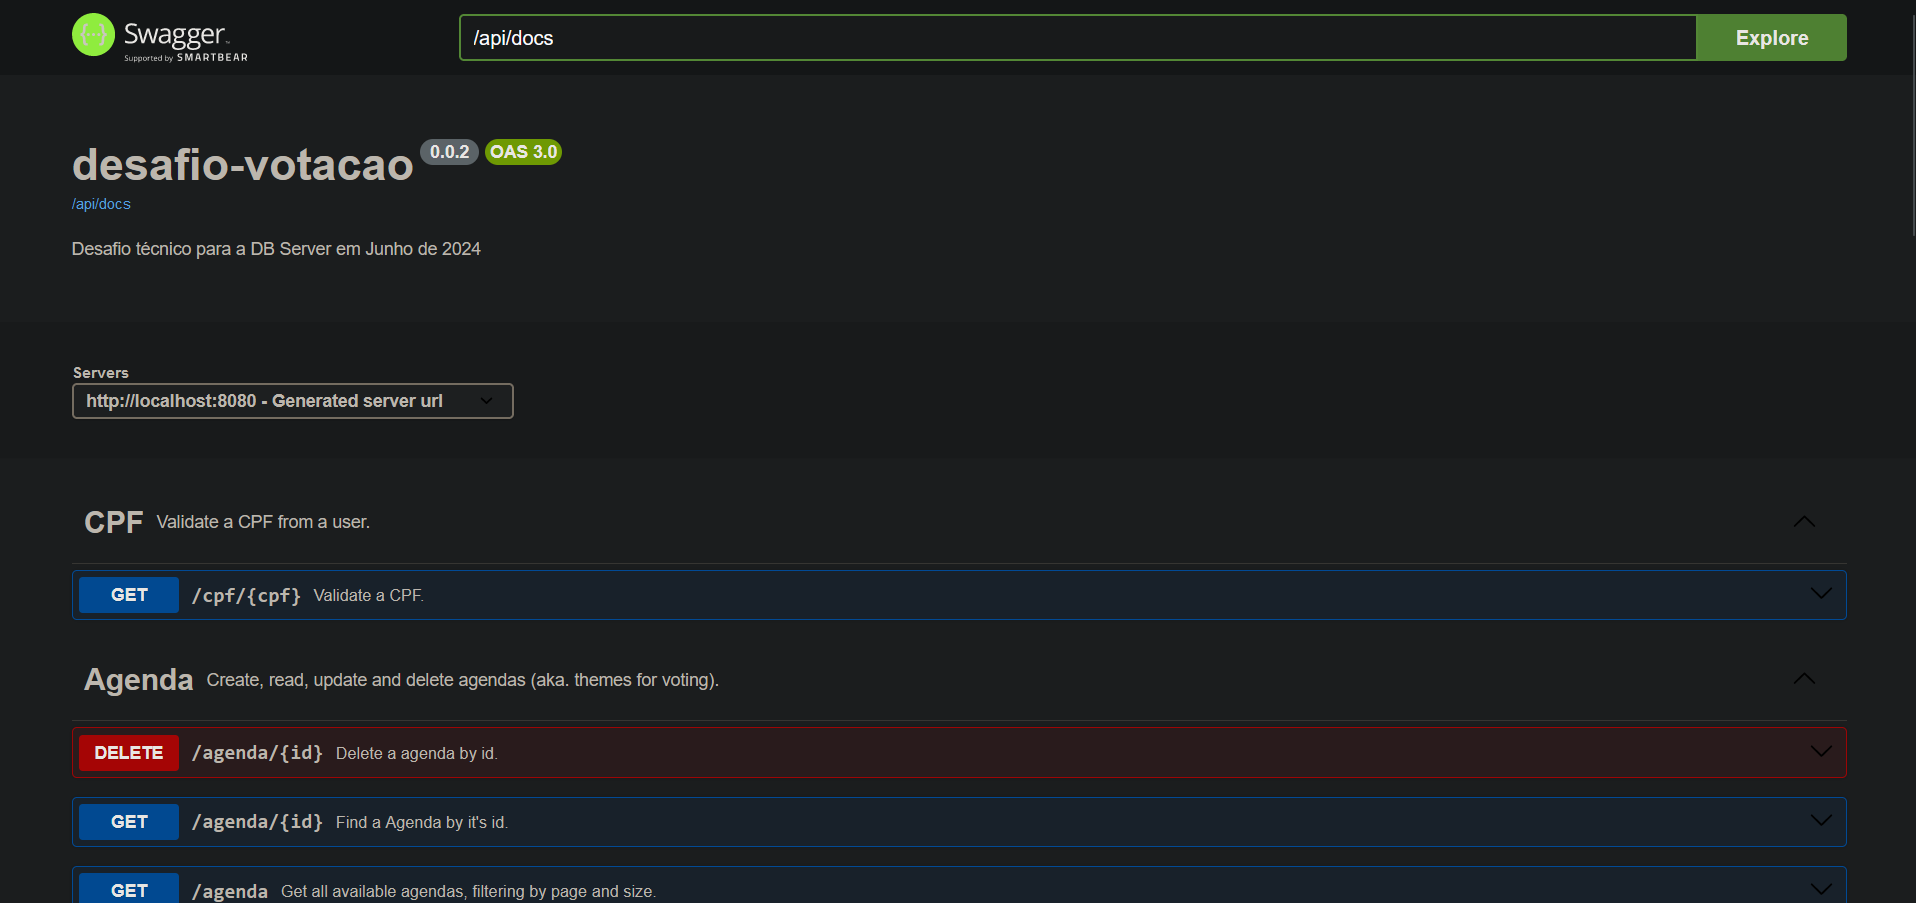 Swagger
Supported by SMARTBEAR
/api/docs
Explore
desafio-votacao 0.0.2 OAS 3.0
/api/docs
Desafio técnico para a DB Server em Junho de 2024
Servers
http://localhost:8080 - Generated server url
CPF Validate a CPF from a user.
GET /cpf/{cpf} Validate a CPF.
Agenda Create, read, update and delete agendas (aka. themes for voting).
DELETE /agenda/{id} Delete a agenda by id.
GET /agenda/{id} Find a Agenda by it's id.
GET /agenda Get all available agendas, filtering by page and size.